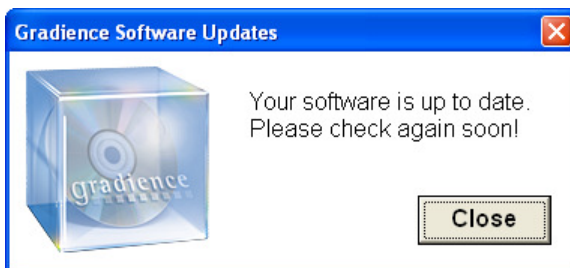 Gradience Software Updates
Your software is up to date.
Please check again soon!
gradience
Close